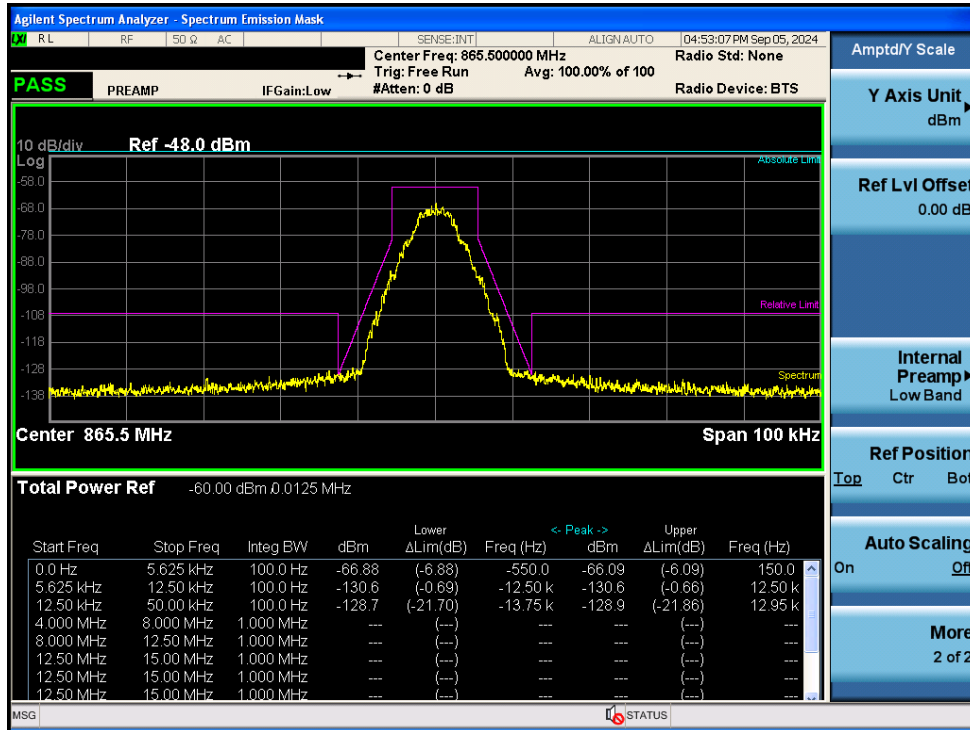 Agilent Spectrum Analyzer - Spectrum Emission Mask
LXI RL RF 50 Ω AC SENSE:INT ALIGN AUTO 04:53:07 PM Sep 05, 2024
Center Freq: 865.500000 MHz Radio Std: None
Trig: Free Run Avg: 100.00% of 100
PASS PREAMP IFGain:Low #Atten: 0 dB Radio Device: BTS
10 dB/div Ref -48.0 dBm
Log
Absolute Limit
-58.0
-68.0
-78.0
-88.0
-98.0
Relative Limit
-108
-118
-128
Spectrum
-138
Center 865.5 MHz Span 100 kHz
Total Power Ref -60.00 dBm / 0.0125 MHz
Lower <- Peak -> Upper
Start Freq Stop Freq Integ BW dBm ΔLim(dB) Freq (Hz) dBm ΔLim(dB) Freq (Hz)
0.0 Hz 5.625 kHz 100.0 Hz -66.88 (-6.88) -550.0 -66.09 (-6.09) 150.0
5.625 kHz 12.50 kHz 100.0 Hz -130.6 (-0.69) -12.50 k -130.6 (-0.66) 12.50 k
12.50 kHz 50.00 kHz 100.0 Hz -128.7 (-21.70) -13.75 k -128.9 (-21.86) 12.95 k
4.000 MHz 8.000 MHz 1.000 MHz --- (---) --- --- (---) ---
8.000 MHz 12.50 MHz 1.000 MHz --- (---) --- --- (---) ---
12.50 MHz 15.00 MHz 1.000 MHz --- (---) --- --- (---) ---
12.50 MHz 15.00 MHz 1.000 MHz --- (---) --- --- (---) ---
12.50 MHz 15.00 MHz 1.000 MHz --- (---) --- --- (---) ---
MSG STATUS
Amptd/Y Scale
Y Axis Unit
dBm
Ref Lvl Offset
0.00 dB
Internal
Preamp
Low Band
Ref Position
Top Ctr Bot
Auto Scaling
On Off
More
2 of 2